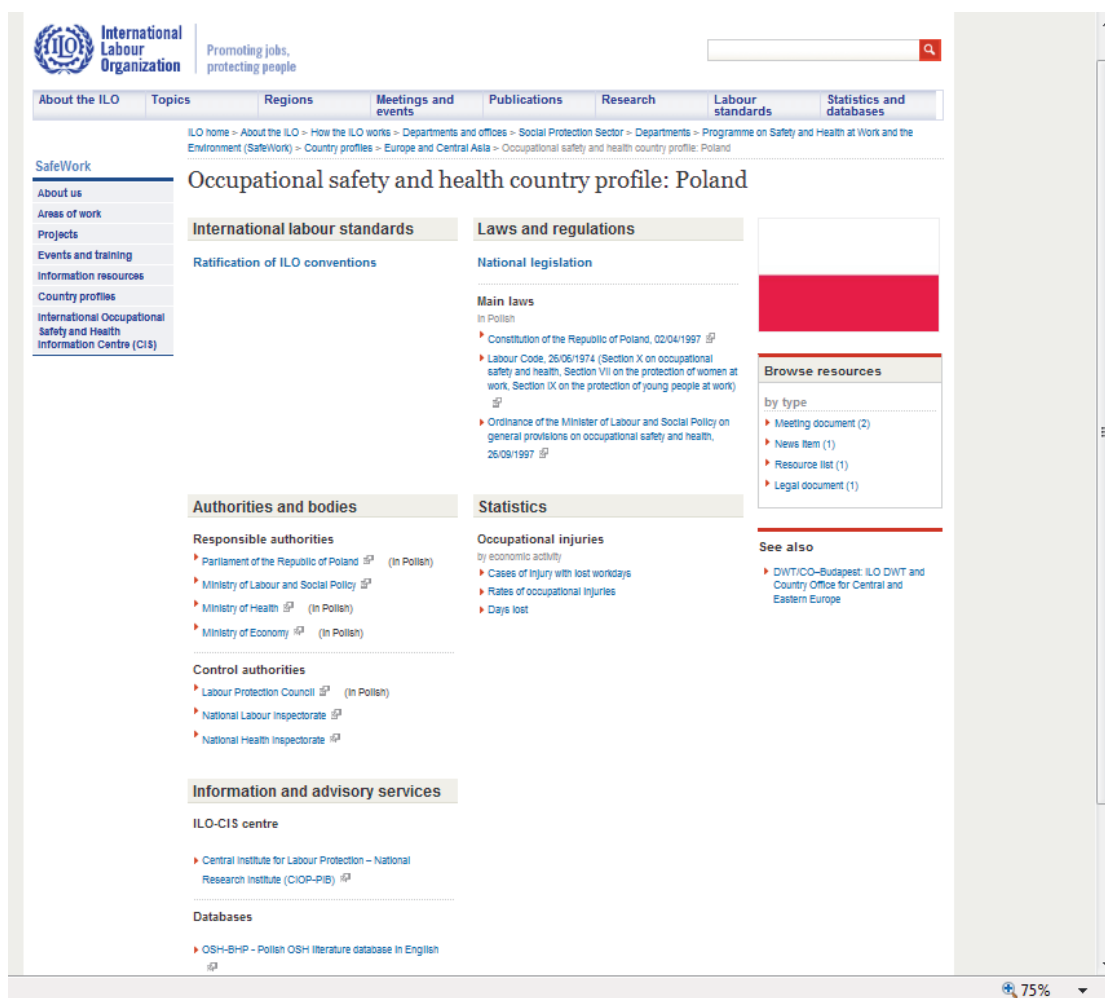 International
Labour
Organization
Promoting jobs,
protecting people
About the ILO
Topics
Regions
Meetings and
events
Publications
Research
Labour
standards
Statistics and
databases
ILO home > About the ILO > How the ILO works > Departments and offices > Social Protection Sector > Departments > Programme on Safety and Health at Work and the
Environment (SafeWork) > Country profiles > Europe and Central Asia > Occupational safety and health country profile: Poland
SafeWork
About us
Areas of work
Projects
Events and training
Information resources
Country profiles
International Occupational
Safety and Health
Information Centre (CIS)
Occupational safety and health country profile: Poland
International labour standards
Ratification of ILO conventions
Laws and regulations
National legislation
Main laws
In Polish
Constitution of the Republic of Poland, 02/04/1997
Labour Code, 26/06/1974 (Section X on occupational
safety and health, Section VII on the protection of women at
work, Section IX on the protection of young people at work)
Ordinance of the Minister of Labour and Social Policy on
general provisions on occupational safety and health,
26/09/1997
Browse resources
by type
Meeting document (2)
News item (1)
Resource list (1)
Legal document (1)
Authorities and bodies
Responsible authorities
Parliament of the Republic of Poland (in Polish)
Ministry of Labour and Social Policy
Ministry of Health (in Polish)
Ministry of Economy (in Polish)
Control authorities
Labour Protection Council (in Polish)
National Labour Inspectorate
National Health Inspectorate
Statistics
Occupational injuries
by economic activity
Cases of injury with lost workdays
Rates of occupational injuries
Days lost
See also
DWT/CO–Budapest: ILO DWT and
Country Office for Central and
Eastern Europe
Information and advisory services
ILO-CIS centre
Central Institute for Labour Protection – National
Research Institute (CIOP-PIB)
Databases
OSH-BHP - Polish OSH literature database in English
75%